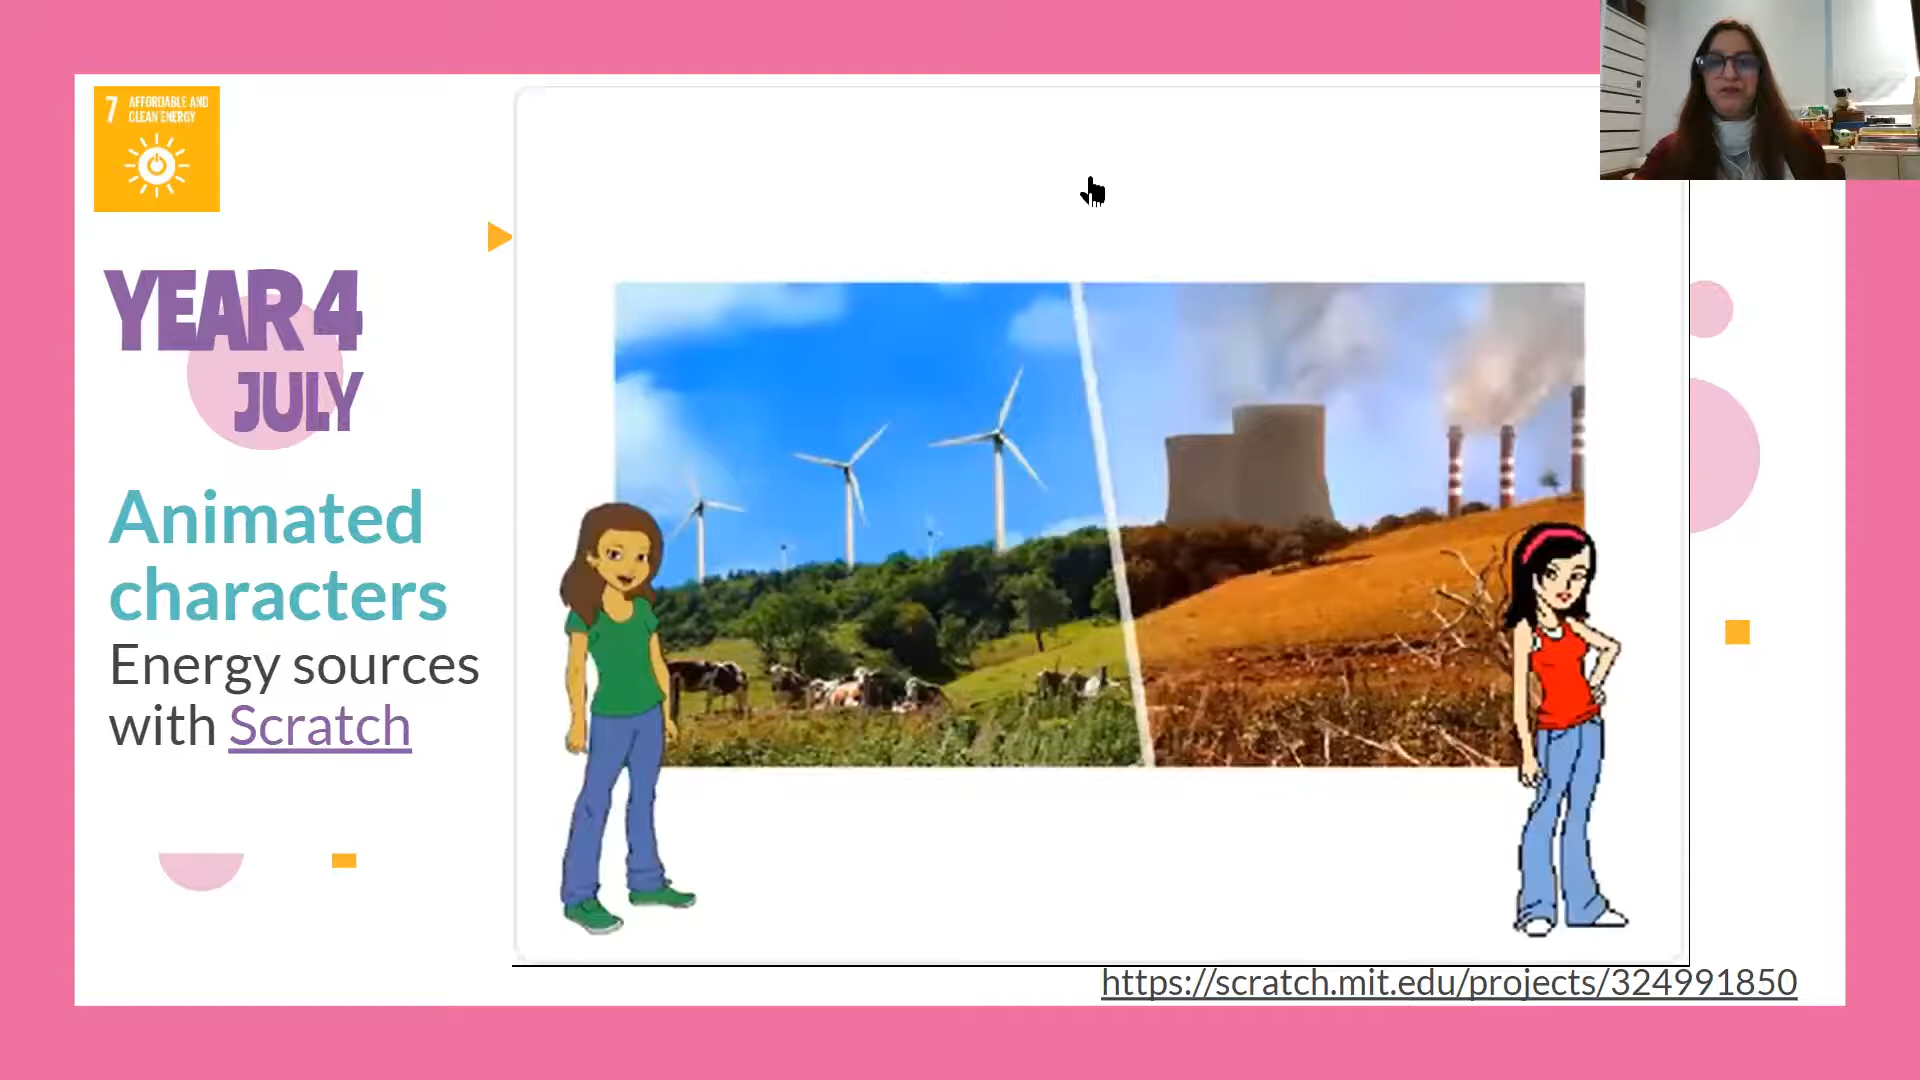 7 AFFORDABLE AND
CLEAN ENERGY
YEAR 4
JULY
Animated
characters
Energy sources
with Scratch
https://scratch.mit.edu/projects/324991850